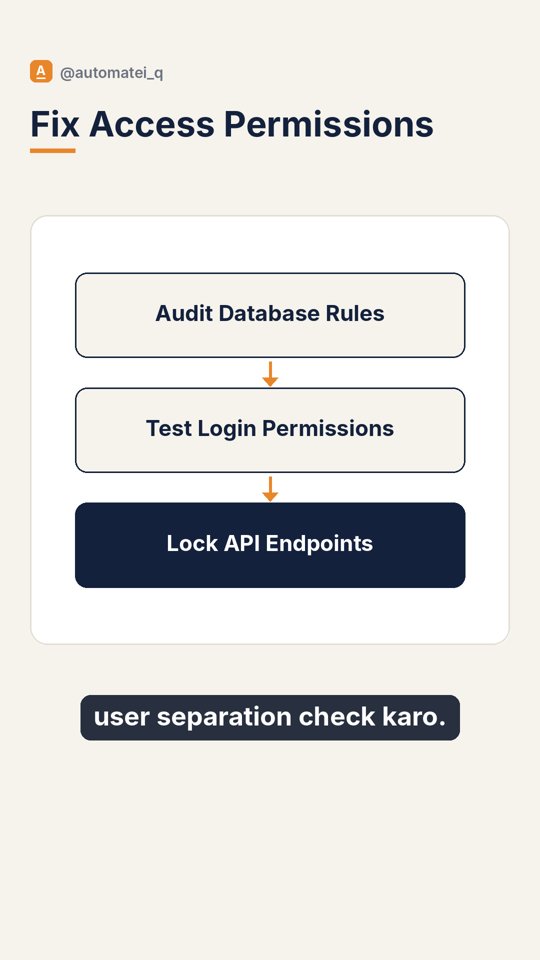 A
@automatei_q
Fix Access Permissions
Audit Database Rules
Test Login Permissions
Lock API Endpoints
user separation check karo.